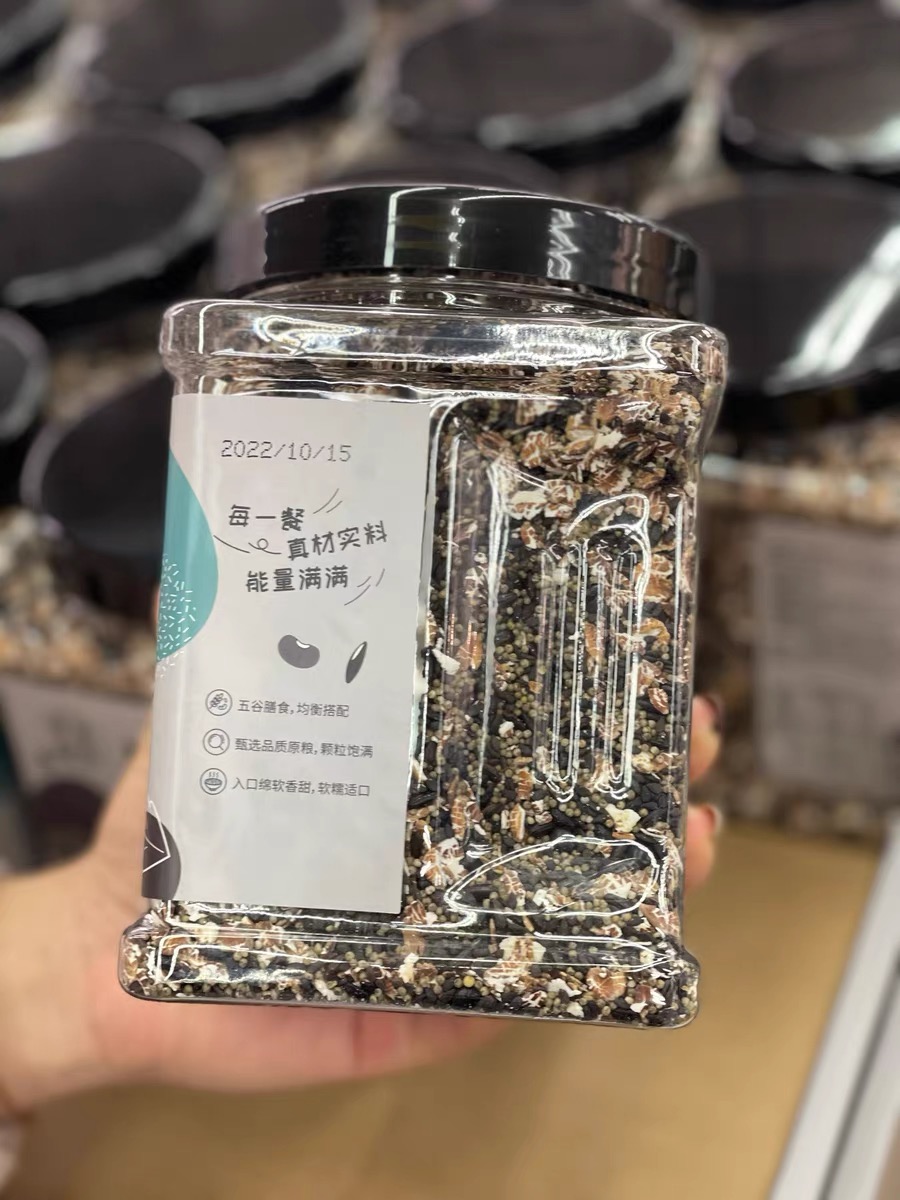 2022/10/15
每一餐
真材实料
能量满满
五谷膳食,均衡搭配
甄选品质原粮,颗粒饱满
入口绵软香甜,软糯适口